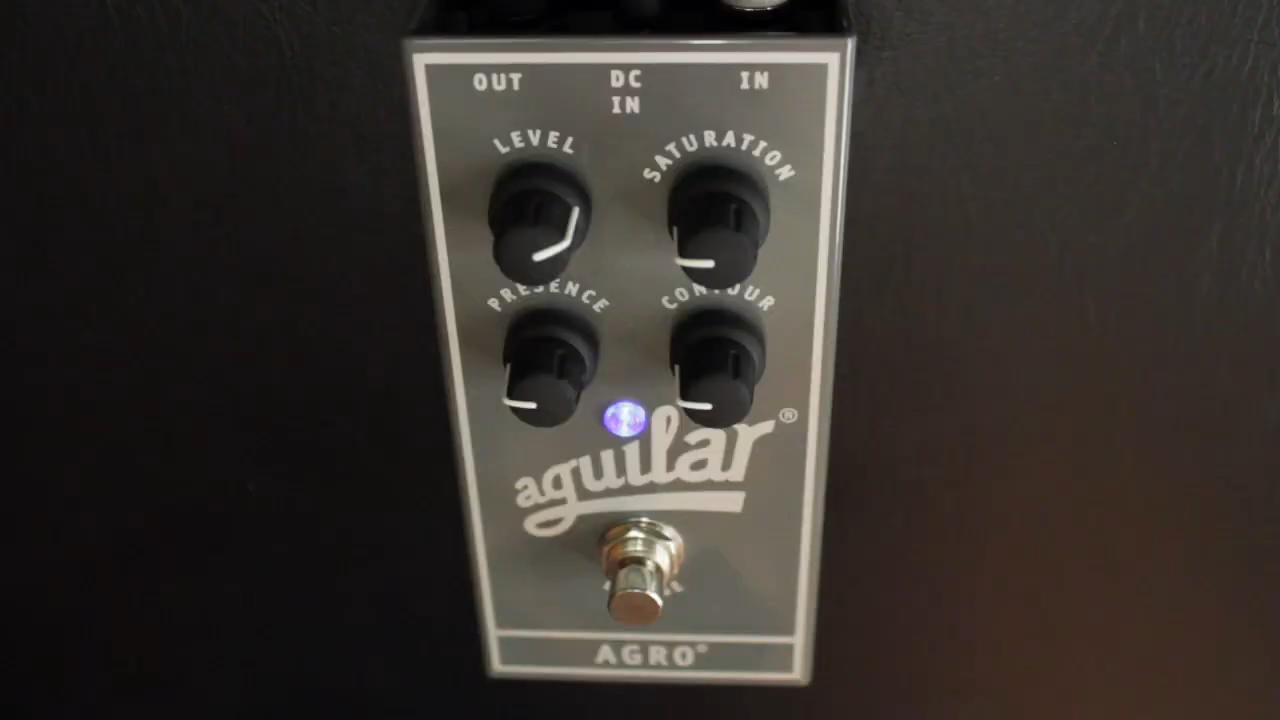 OUT DC IN IN
LEVEL SATURATION
PRESENCE CONTOUR
aguilar®
AGRO®